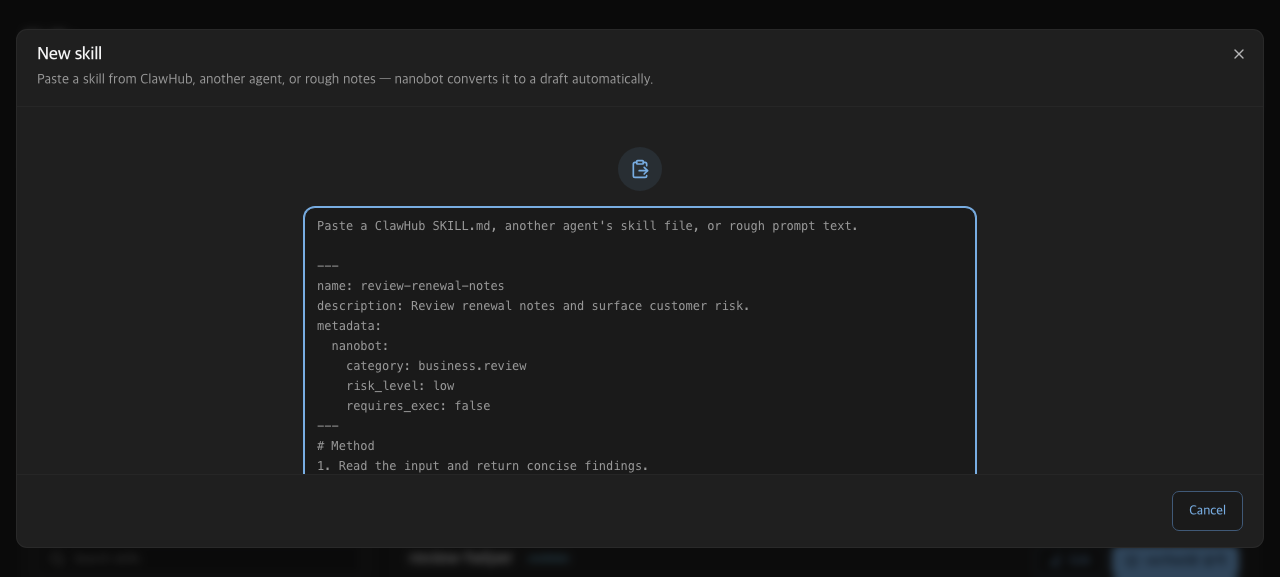 New skill
Paste a skill from ClawHub, another agent, or rough notes — nanobot converts it to a draft automatically.
Paste a ClawHub SKILL.md, another agent's skill file, or rough prompt text.
---
name: review-renewal-notes
description: Review renewal notes and surface customer risk.
metadata:
  nanobot:
    category: business.review
    risk_level: low
    requires_exec: false
---
# Method
1. Read the input and return concise findings.
Cancel